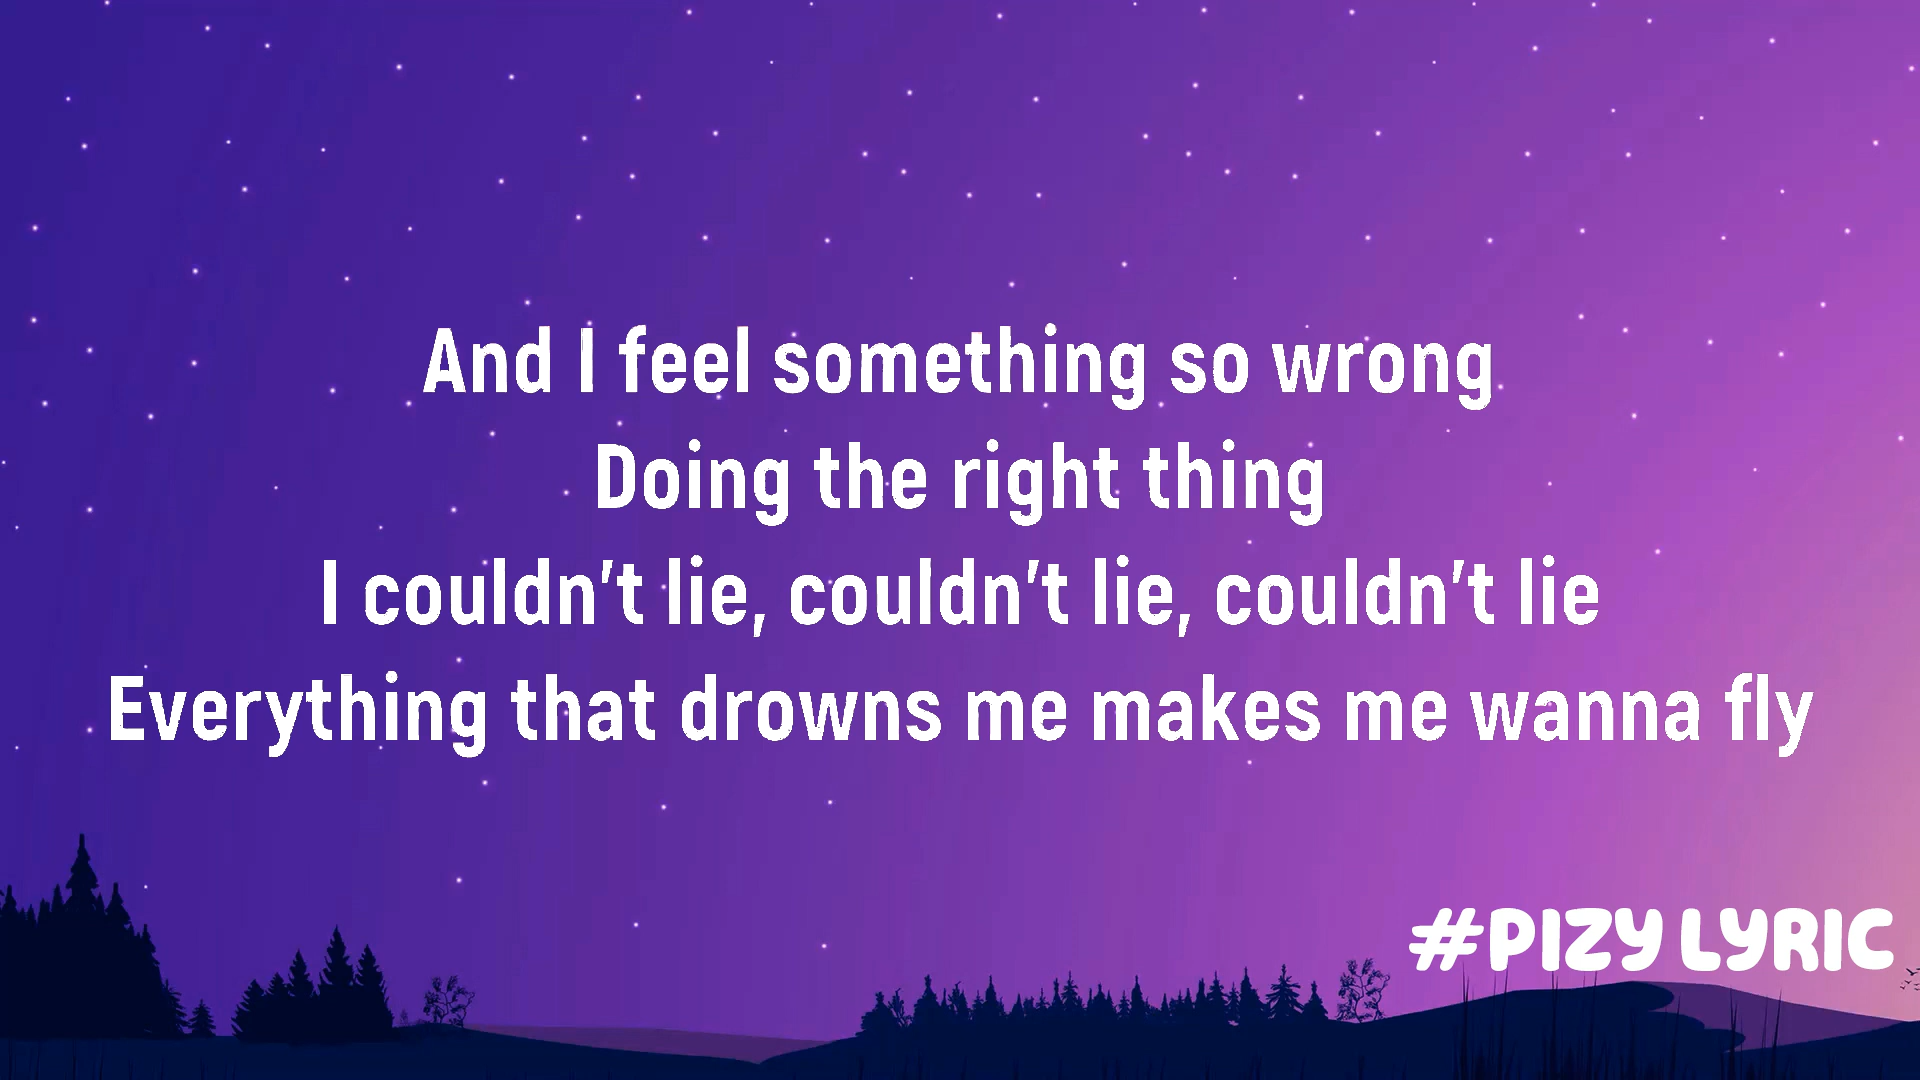 And I feel something so wrong
Doing the right thing
I couldn't lie, couldn't lie, couldn't lie
Everything that drowns me makes me wanna fly
#PIZY LYRIC